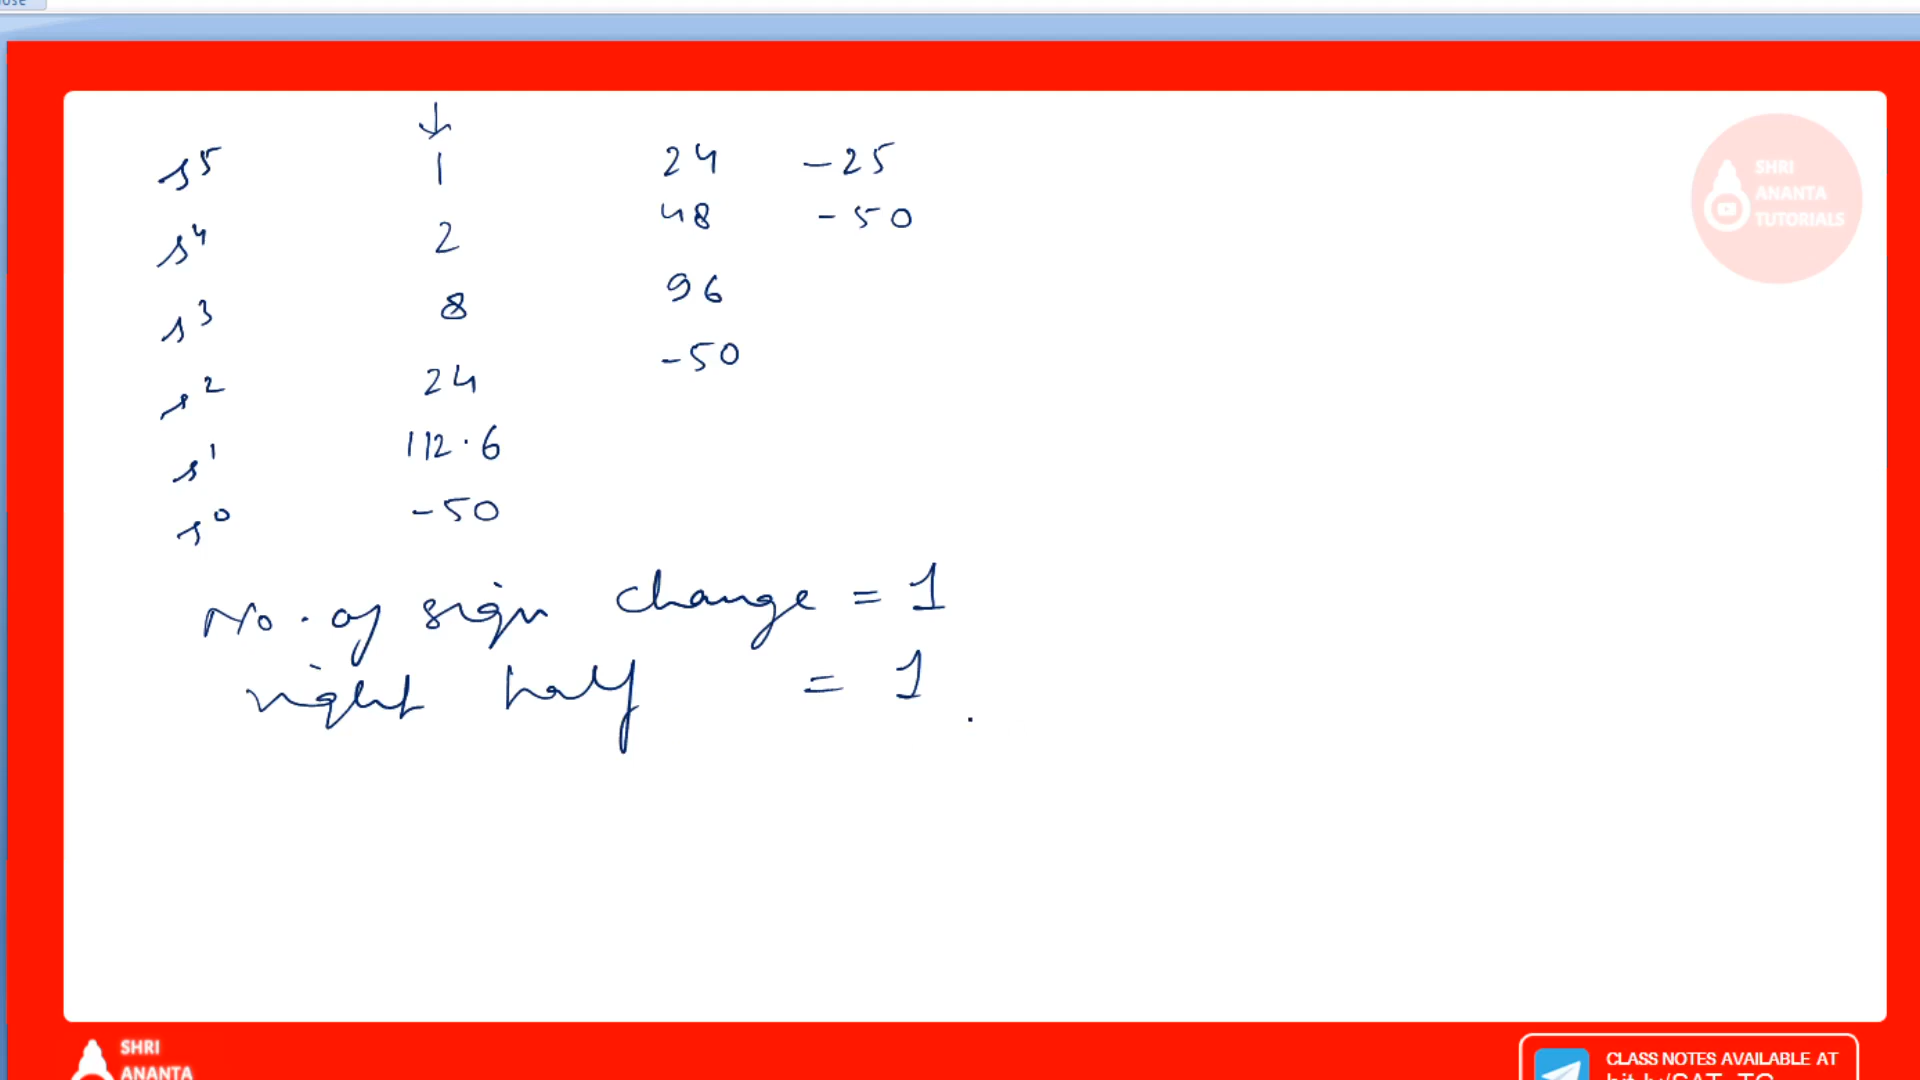 ose
↓
s⁵ 1 24 -25
s⁴ 2 48 -50
s³ 8 96
s² 24 -50
s¹ 112.6
s⁰ -50
No. of sign change = 1
right half = 1
SHRI
ANANTA
TUTORIALS
SHRI
ANANTA
CLASS NOTES AVAILABLE AT